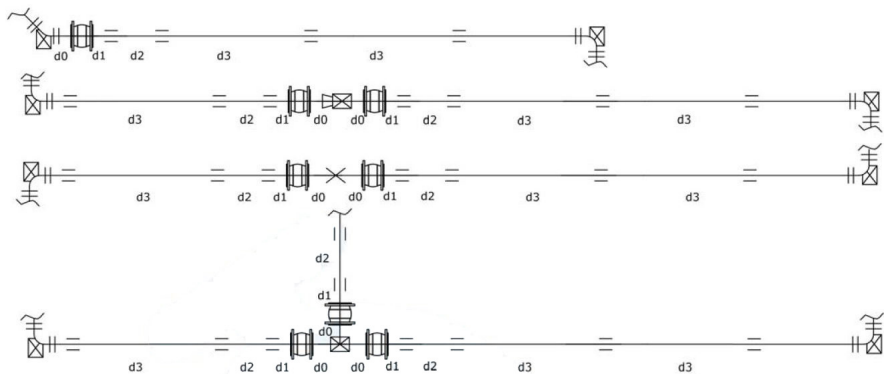 d0 d1 d2 d3 d3
d3 d2 d1 d0 d0 d1 d2 d3 d3
d3 d2 d1 d0 d0 d1 d2 d3 d3
d2
d1
d0
d3 d2 d1 d0 d0 d1 d2 d3 d3